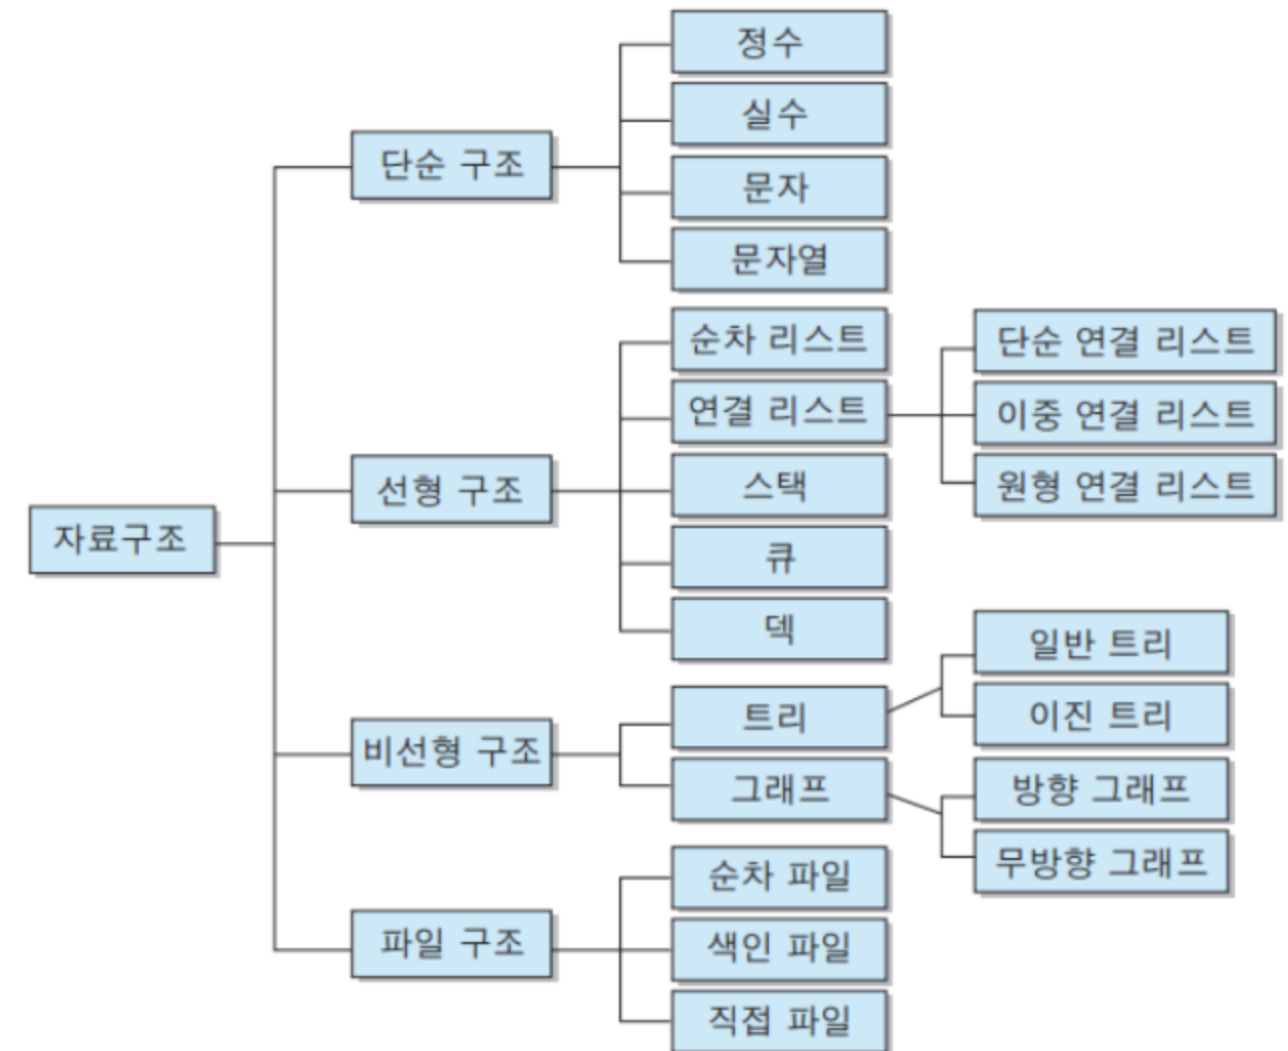 자료구조
단순 구조
정수
실수
문자
문자열
선형 구조
순차 리스트
연결 리스트
단순 연결 리스트
이중 연결 리스트
원형 연결 리스트
스택
큐
덱
비선형 구조
트리
일반 트리
이진 트리
그래프
방향 그래프
무방향 그래프
파일 구조
순차 파일
색인 파일
직접 파일